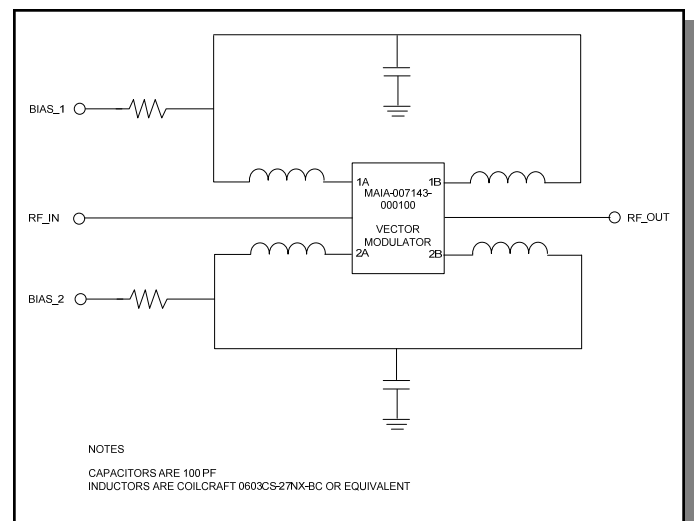 BIAS_1
1A
1B
MAIA-007143-
000100
RF_IN
RF_OUT
VECTOR
MODULATOR
2A
2B
BIAS_2
NOTES
CAPACITORS ARE 100 PF
INDUCTORS ARE COILCRAFT 0603CS-27NX-BC OR EQUIVALENT